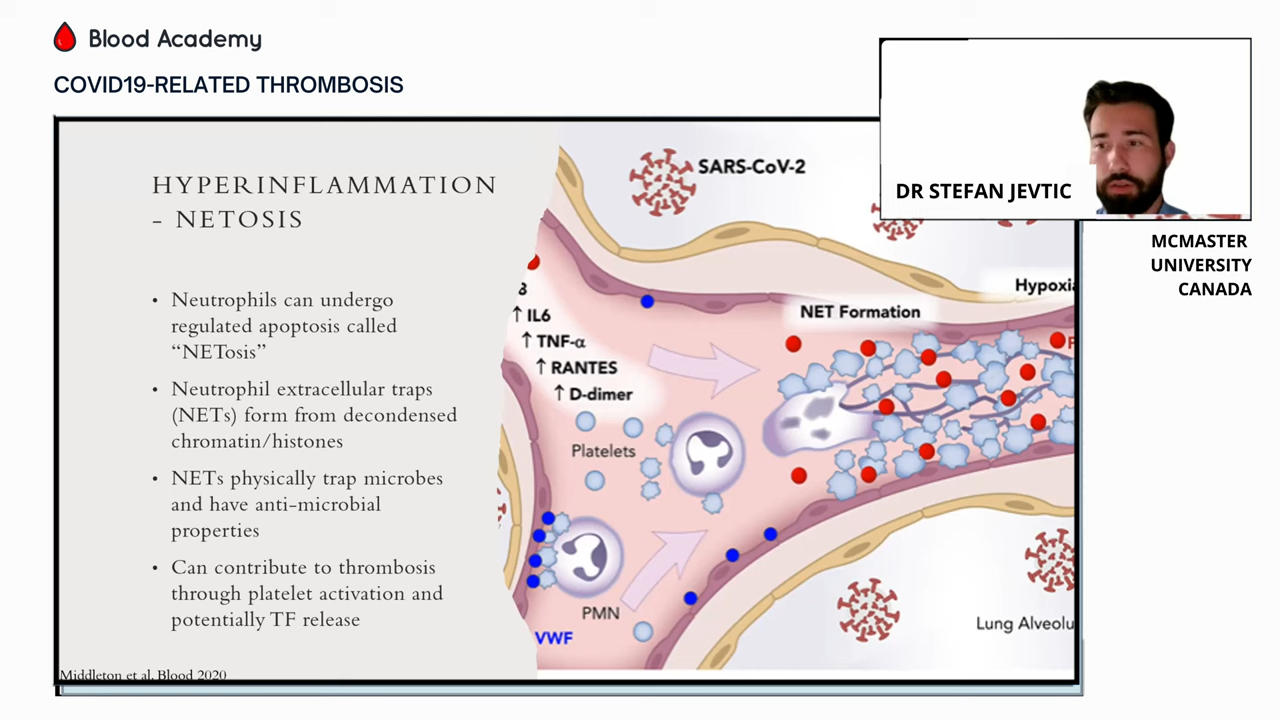 Blood Academy
COVID19-RELATED THROMBOSIS
DR STEFAN JEVTIC
MCMASTER
UNIVERSITY
CANADA
HYPERINFLAMMATION
- NETOSIS
• Neutrophils can undergo
regulated apoptosis called
“NETosis”
• Neutrophil extracellular traps
(NETs) form from decondensed
chromatin/histones
• NETs physically trap microbes
and have anti-microbial
properties
• Can contribute to thrombosis
through platelet activation and
potentially TF release
Middleton et al. Blood 2020
SARS-CoV-2
↑ IL6
↑ TNF-α
↑ RANTES
↑ D-dimer
Platelets
PMN
VWF
NET Formation
Hypoxia
Lung Alveolu